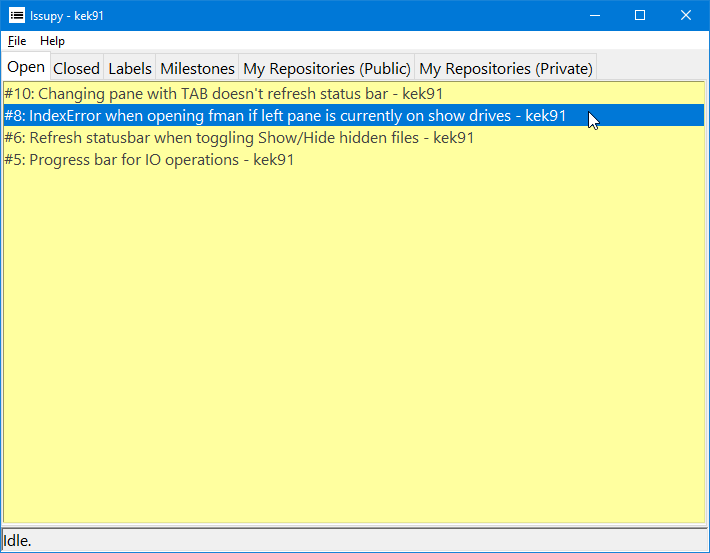 Issupy - kek91
File Help
Open Closed Labels Milestones My Repositories (Public) My Repositories (Private)
#10: Changing pane with TAB doesn't refresh status bar - kek91
#8: IndexError when opening fman if left pane is currently on show drives - kek91
#6: Refresh statusbar when toggling Show/Hide hidden files - kek91
#5: Progress bar for IO operations - kek91
Idle.